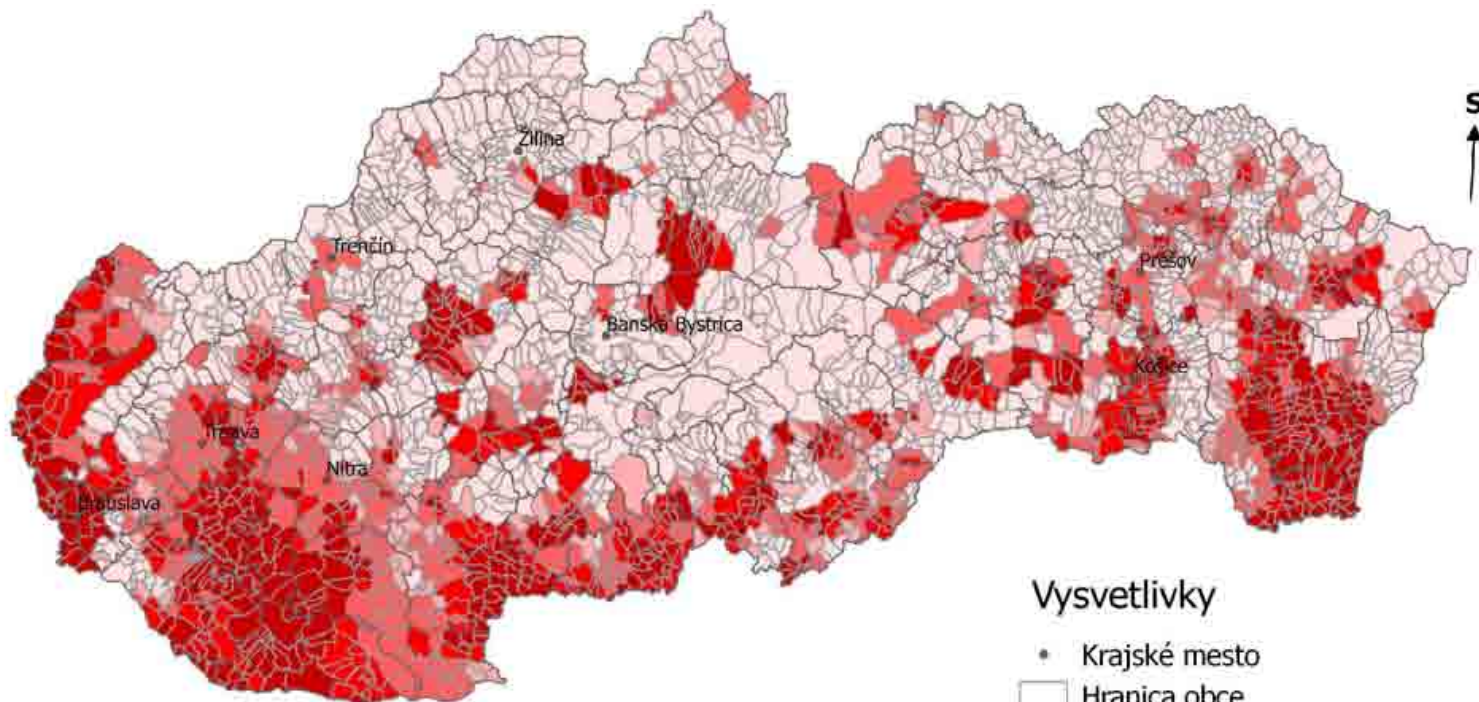 S
Žilina
Trenčín
Prešov
Banská Bystrica
Košice
Trnava
Nitra
Bratislava
Vysvetlivky
Krajské mesto
Hranica obce